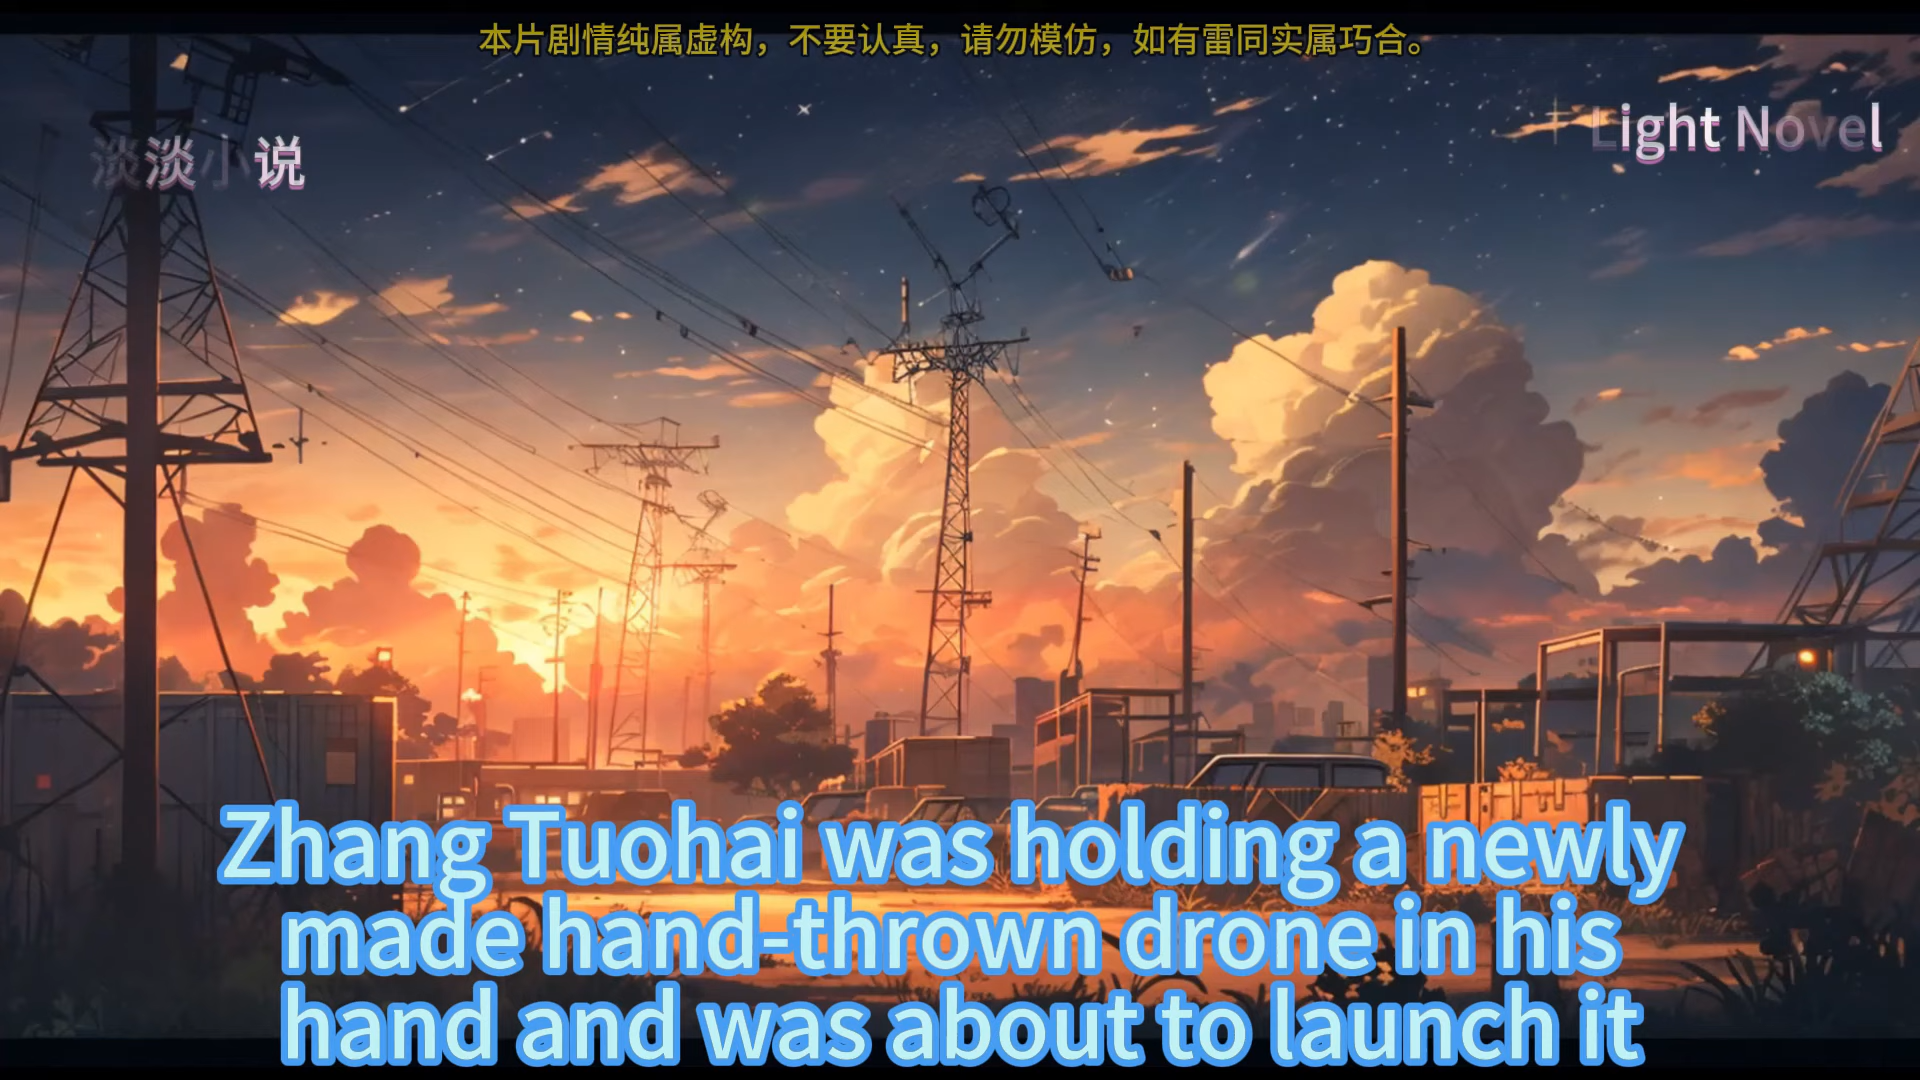 本片剧情纯属虚构，不要认真，请勿模仿，如有雷同实属巧合。
淡淡小说
Light Novel
Zhang Tuohai was holding a newly
made hand-thrown drone in his
hand and was about to launch it